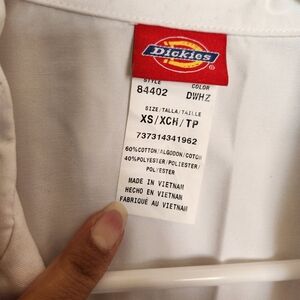 Dickies
STYLE COLOR
84402 DWHZ
SIZE/TALLA/TAILLE
XS/XCH/TP
737314341962
60%COTTON/ALGODON/COTON
40%POLYESTER/POLIESTER/
POLYESTER
MADE IN VIETNAM
HECHO EN VIETNAM
FABRIQUÉ AU VIETNAM